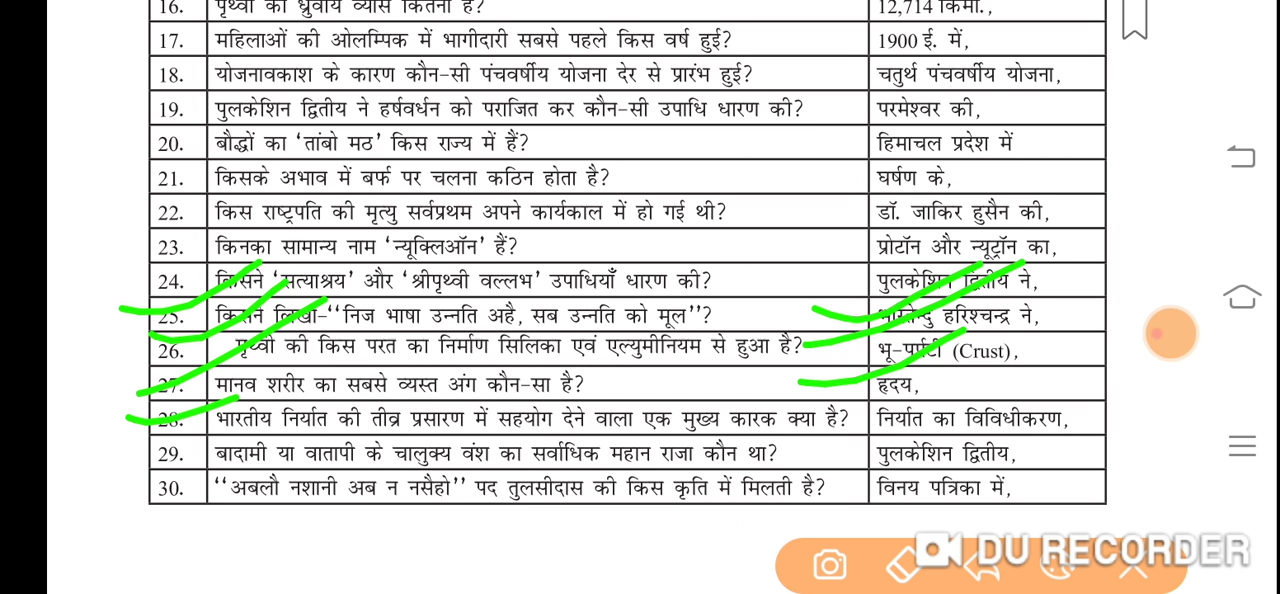 16. पृथ्वी का ध्रुवीय व्यास कितना है? 12,714 किमी.,
17. महिलाओं की ओलम्पिक में भागीदारी सबसे पहले किस वर्ष हुई? 1900 ई. में,
18. योजनावकाश के कारण कौन-सी पंचवर्षीय योजना देर से प्रारंभ हुई? चतुर्थ पंचवर्षीय योजना,
19. पुलकेशिन द्वितीय ने हर्षवर्धन को पराजित कर कौन-सी उपाधि धारण की? परमेश्वर की,
20. बौद्धों का ‘तांबो मठ’ किस राज्य में हैं? हिमाचल प्रदेश में
21. किसके अभाव में बर्फ पर चलना कठिन होता है? घर्षण के,
22. किस राष्ट्रपति की मृत्यु सर्वप्रथम अपने कार्यकाल में हो गई थी? डॉ. जाकिर हुसैन की,
23. किनका सामान्य नाम ‘न्यूक्लिऑन’ हैं? प्रोटॉन और न्यूट्रॉन का,
24. किसने ‘सत्याश्रय’ और ‘श्रीपृथ्वी वल्लभ’ उपाधियाँ धारण की? पुलकेशिन द्वितीय ने,
25. किसने लिखा-‘‘निज भाषा उन्नति अहै, सब उन्नति को मूल’’? भारतेन्दु हरिश्चन्द्र ने,
26. पृथ्वी की किस परत का निर्माण सिलिका एवं एल्युमीनियम से हुआ है? भू-पर्पटी (Crust),
27. मानव शरीर का सबसे व्यस्त अंग कौन-सा है? हृदय,
28. भारतीय निर्यात की तीव्र प्रसारण में सहयोग देने वाला एक मुख्य कारक क्या है? निर्यात का विविधीकरण,
29. बादामी या वातापी के चालुक्य वंश का सर्वाधिक महान राजा कौन था? पुलकेशिन द्वितीय,
30. ‘‘अबलौ नशानी अब न नसैहो’’ पद तुलसीदास की किस कृति में मिलती है? विनय पत्रिका में,
DU RECORDER